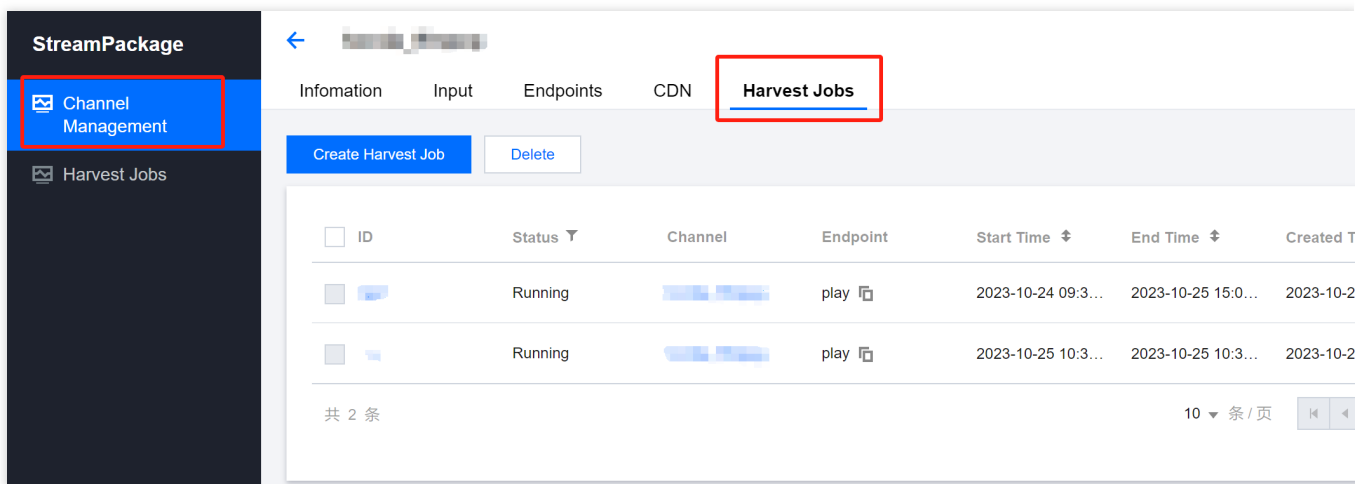 StreamPackage
Channel
Management
Harvest Jobs
Infomation Input Endpoints CDN Harvest Jobs
Create Harvest Job Delete
ID Status Channel Endpoint Start Time End Time Created T
Running play 2023-10-24 09:3... 2023-10-25 15:0... 2023-10-2
Running play 2023-10-25 10:3... 2023-10-25 10:3... 2023-10-2
共 2 条 10 条 / 页